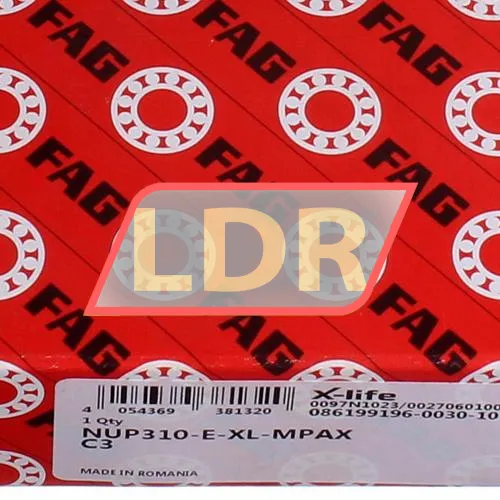 FAG
FAG
FAG
FAG
FAG
FAG
LDR
X-life
0097N1023/0027060100
086199196-0030-10
4 054369 381320
1 Qty
NUP310-E-XL-MPAX
C3
MADE IN ROMANIA